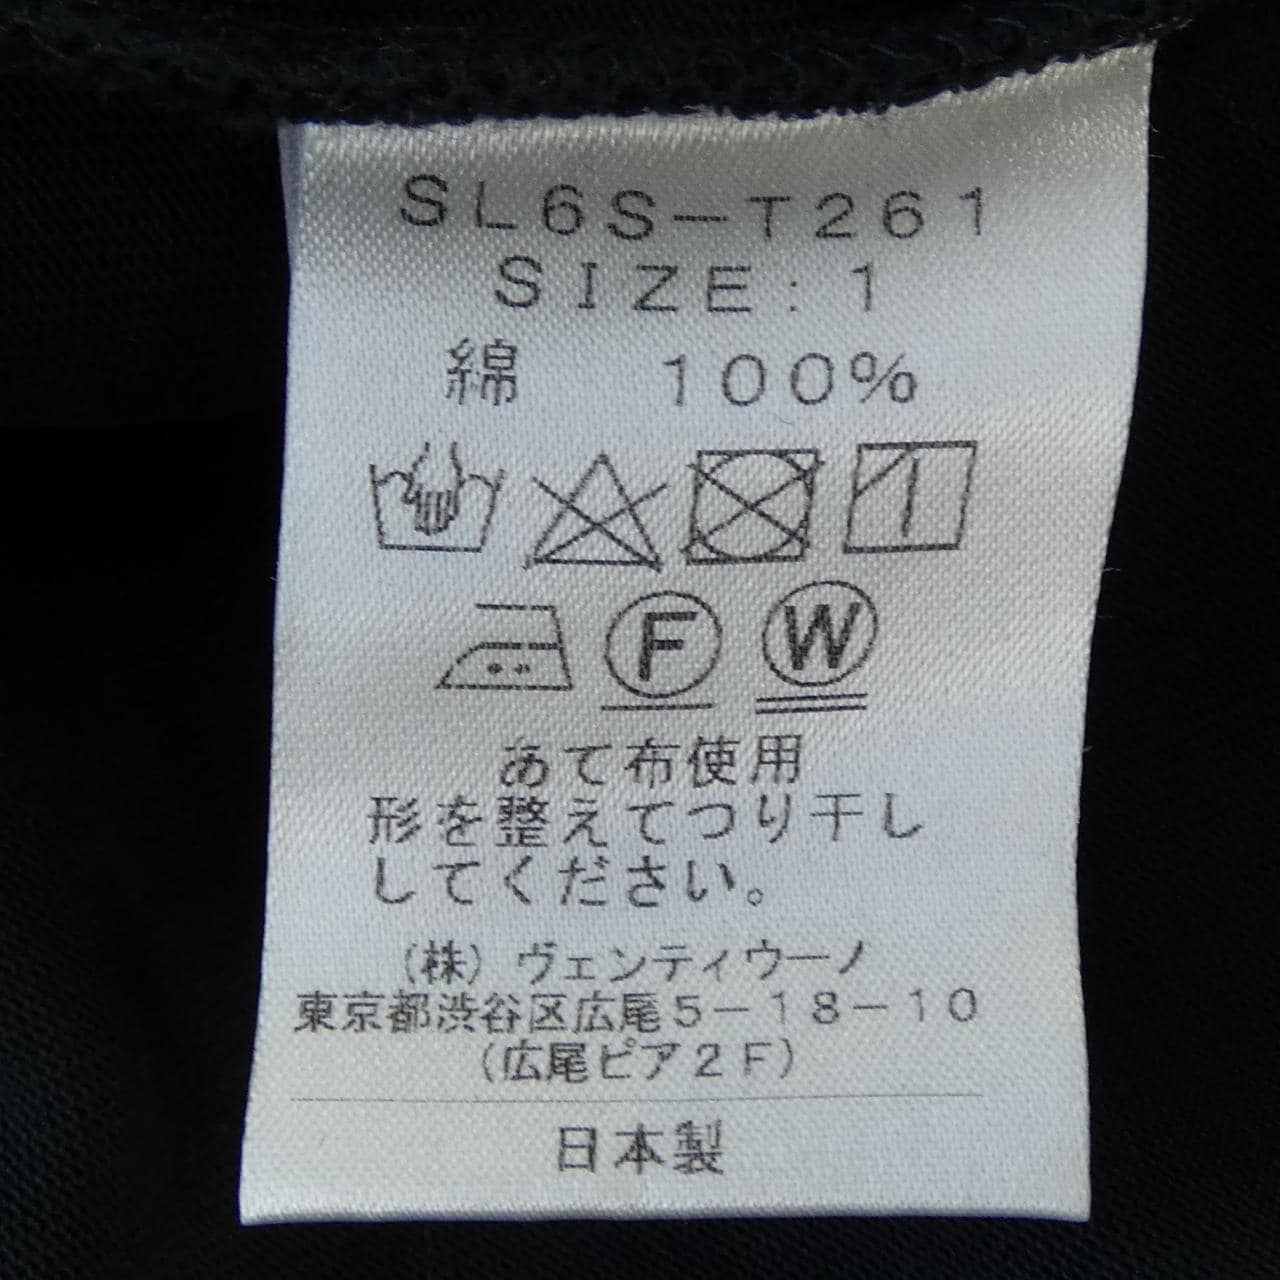 SL6S-T261
SIZE:1
綿 100%
F W
あて布使用
形を整えてつり干し
してください。
(株)ヴェンティウーノ
東京都渋谷区広尾5-18-10
(広尾ピア2F)
日本製